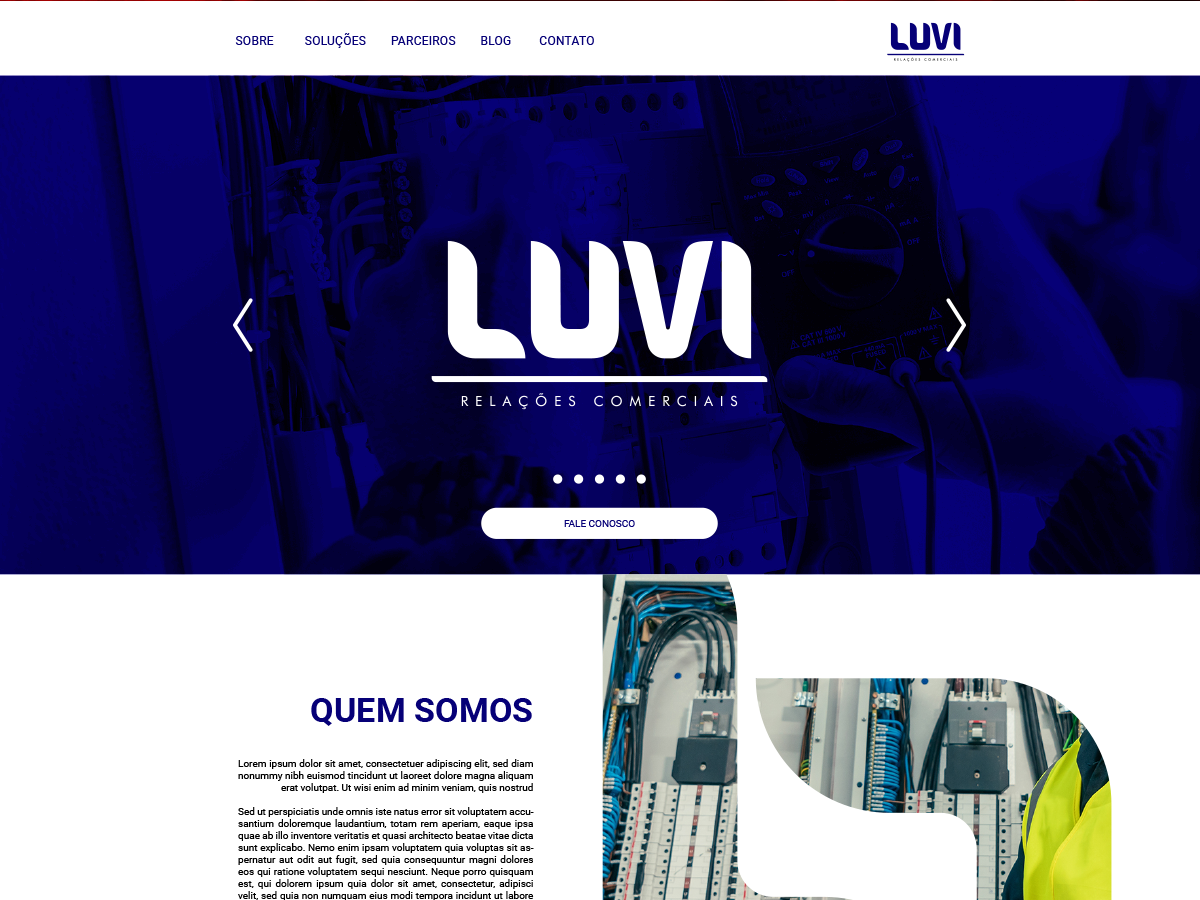 SOBRE SOLUÇÕES PARCEIROS BLOG CONTATO
LUVI
RELAÇÕES COMERCIAIS
LUVI
RELAÇÕES COMERCIAIS
FALE CONOSCO
QUEM SOMOS
Lorem ipsum dolor sit amet, consectetuer adipiscing elit, sed diam
nonummy nibh euismod tincidunt ut laoreet dolore magna aliquam
erat volutpat. Ut wisi enim ad minim veniam, quis nostrud
Sed ut perspiciatis unde omnis iste natus error sit voluptatem accu-
santium doloremque laudantium, totam rem aperiam, eaque ipsa
quae ab illo inventore veritatis et quasi architecto beatae vitae dicta
sunt explicabo. Nemo enim ipsam voluptatem quia voluptas sit as-
pernatur aut odit aut fugit, sed quia consequuntur magni dolores
eos qui ratione voluptatem sequi nesciunt. Neque porro quisquam
est, qui dolorem ipsum quia dolor sit amet, consectetur, adipisci
velit, sed quia non numquam eius modi tempora incidunt ut labore